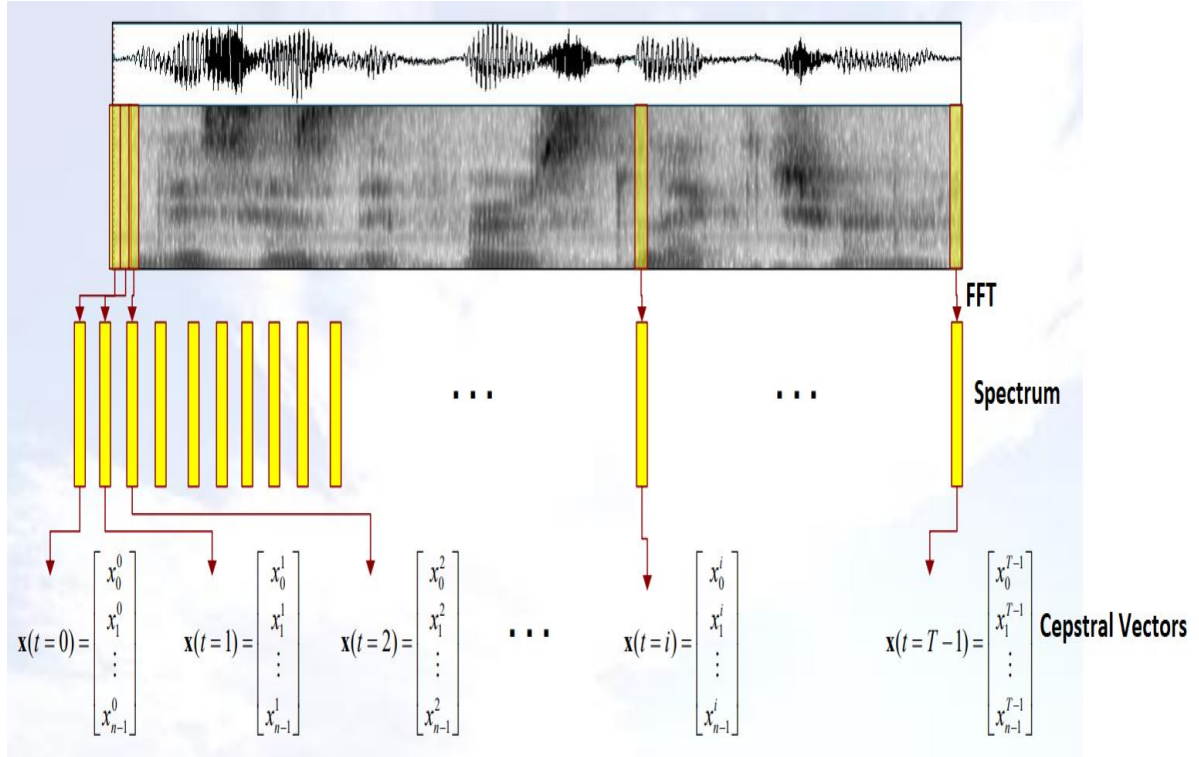 FFT
... ...
Spectrum
x(t=0)= [x_0^0 x_1^0 ⋮ x_{n-1}^0] x(t=1)= [x_0^1 x_1^1 ⋮ x_{n-1}^1] x(t=2)= [x_0^2 x_1^2 ⋮ x_{n-1}^2] ... x(t=i)= [x_0^i x_1^i ⋮ x_{n-1}^i] x(t=T-1)= [x_0^{T-1} x_1^{T-1} ⋮ x_{n-1}^{T-1}]
Cepstral Vectors